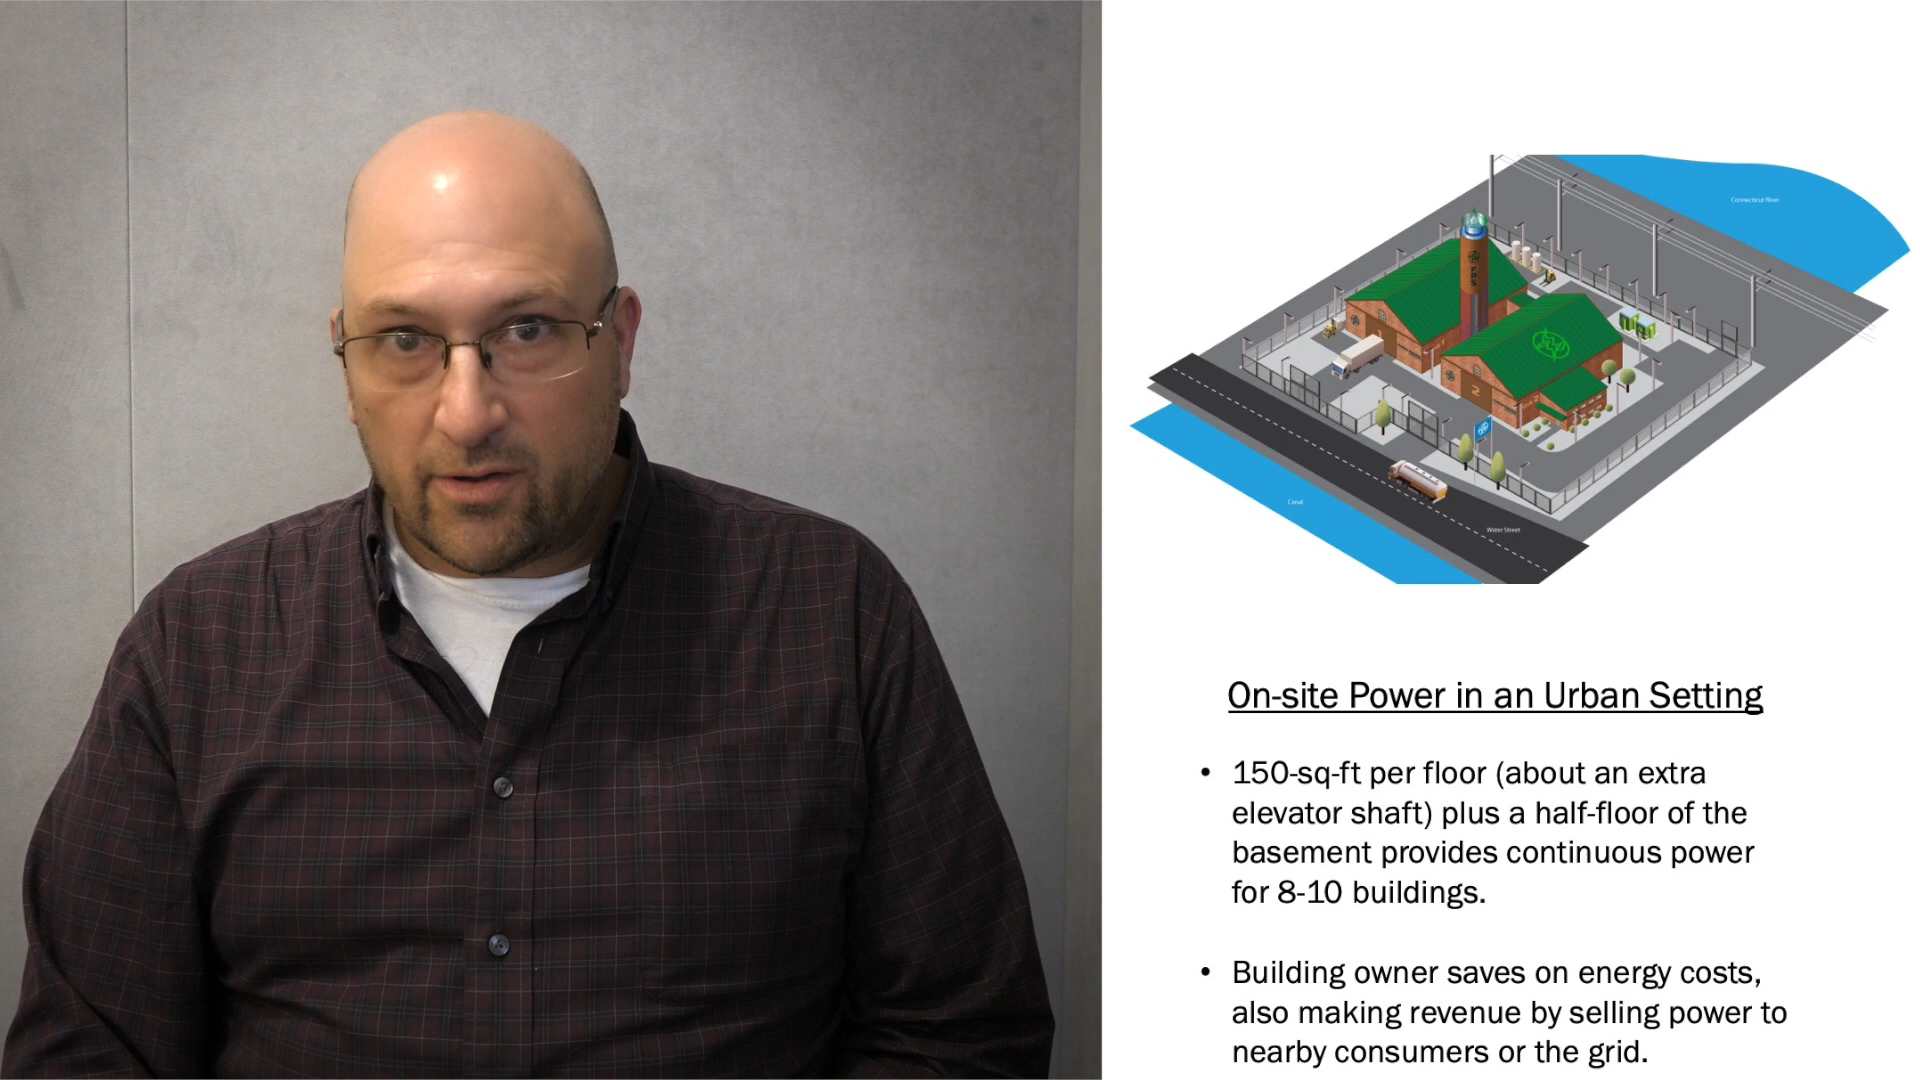 Connecticut River
2
Canal
Water Street
On-site Power in an Urban Setting
• 150-sq-ft per floor (about an extra
elevator shaft) plus a half-floor of the
basement provides continuous power
for 8-10 buildings.
• Building owner saves on energy costs,
also making revenue by selling power to
nearby consumers or the grid.